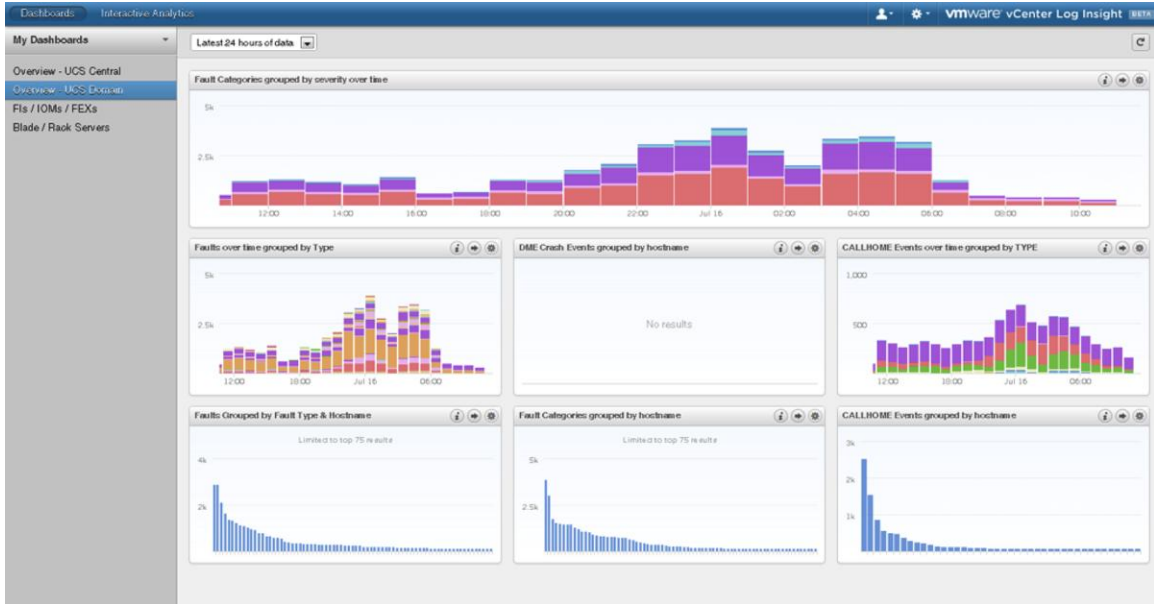 Dashboards Interactive Analytics vmware vCenter Log Insight BETA
My Dashboards
Latest 24 hours of data
Overview - UCS Central
Overview - UCS Domain
FIs / IOMs / FEXs
Blade / Rack Servers
Fault Categories grouped by severity over time
5k
2.5k
12:00 14:00 16:00 18:00 20:00 22:00 Jul 16 02:00 04:00 06:00 08:00 10:00
Faults over time grouped by Type
5k
2.5k
12:00 18:00 Jul 16 06:00
DME Crash Events grouped by hostname
No results
CALLHOME Events over time grouped by TYPE
1,000
500
12:00 18:00 Jul 16 06:00
Faults Grouped by Fault Type & Hostname
Limited to top 75 results
4k
2k
Fault Categories grouped by hostname
Limited to top 75 results
5k
2.5k
CALLHOME Events grouped by hostname
3k
2k
1k